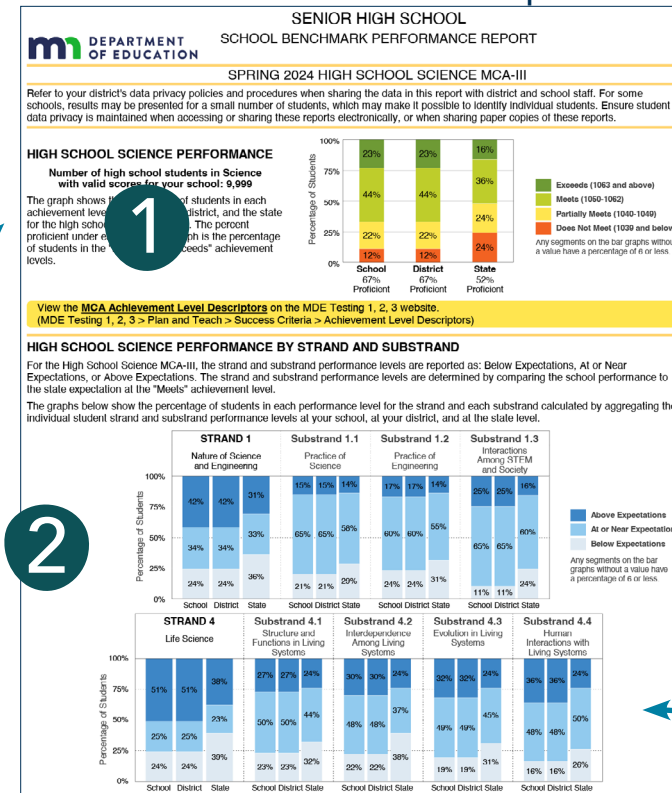 SENIOR HIGH SCHOOL
SCHOOL BENCHMARK PERFORMANCE REPORT
DEPARTMENT
OF EDUCATION
SPRING 2024 HIGH SCHOOL SCIENCE MCA-III
Refer to your district's data privacy policies and procedures when sharing the data in this report with district and school staff. For some
schools, results may be presented for a small number of students, which may make it possible to identify individual students. Ensure student
data privacy is maintained when accessing or sharing these reports electronically, or when sharing paper copies of these reports.
HIGH SCHOOL SCIENCE PERFORMANCE
Number of high school students in Science
with valid scores for your school: 9,999
The graph shows of students in each
achievement district, and the state
for the high The percent
proficient under is the percentage
of students in the achievement
levels.
1
Percentage of Students
100%
75%
50%
25%
0%
23% 23% 16%
44% 44% 36%
22% 22% 24%
12% 12% 24%
School District State
67% 67% 52%
Proficient Proficient Proficient
Exceeds (1063 and above)
Meets (1050-1062)
Partially Meets (1040-1049)
Does Not Meet (1039 and below
Any segments on the bar graphs without
a value have a percentage of 6 or less
View the MCA Achievement Level Descriptors on the MDE Testing 1, 2, 3 website.
(MDE Testing 1, 2, 3 > Plan and Teach > Success Criteria > Achievement Level Descriptors)
HIGH SCHOOL SCIENCE PERFORMANCE BY STRAND AND SUBSTRAND
For the High School Science MCA-III, the strand and substrand performance levels are reported as: Below Expectations, At or Near
Expectations, or Above Expectations. The strand and substrand performance levels are determined by comparing the school performance to
the state expectation at the "Meets" achievement level.
The graphs below show the percentage of students in each performance level for the strand and each substrand calculated by aggregating the
individual student strand and substrand performance levels at your school, at your district, and at the state level.
2
STRAND 1 Substrand 1.1 Substrand 1.2 Substrand 1.3
Nature of Science and Engineering
Practice of Science
Practice of Engineering
Interactions Among STEM and Society
Percentage of Students
100%
75%
50%
25%
0%
42% 42% 31% 15% 15% 14% 17% 17% 14% 25% 25% 16%
34% 34% 33% 65% 65% 56% 60% 60% 55% 65% 65% 60%
24% 24% 36% 21% 21% 29% 24% 24% 31% 11% 11% 24%
School District State School District State School District State School District State
Above Expectations
At or Near Expectation
Below Expectations
Any segments on the bar
graphs without a value have
a percentage of 6 or less
STRAND 4 Substrand 4.1 Substrand 4.2 Substrand 4.3 Substrand 4.4
Life Science
Structure and Functions in Living Systems
Interdependence Among Living Systems
Evolution in Living Systems
Human Interactions with Living Systems
Percentage of Students
100%
75%
50%
25%
0%
51% 51% 38% 27% 27% 24% 30% 30% 24% 32% 32% 24% 36% 36% 24%
25% 25% 23% 50% 50% 44% 48% 48% 37% 49% 49% 45% 48% 48% 50%
24% 24% 39% 23% 23% 32% 22% 22% 38% 19% 19% 31% 16% 16% 26%
School District State School District State School District State School District State School District State